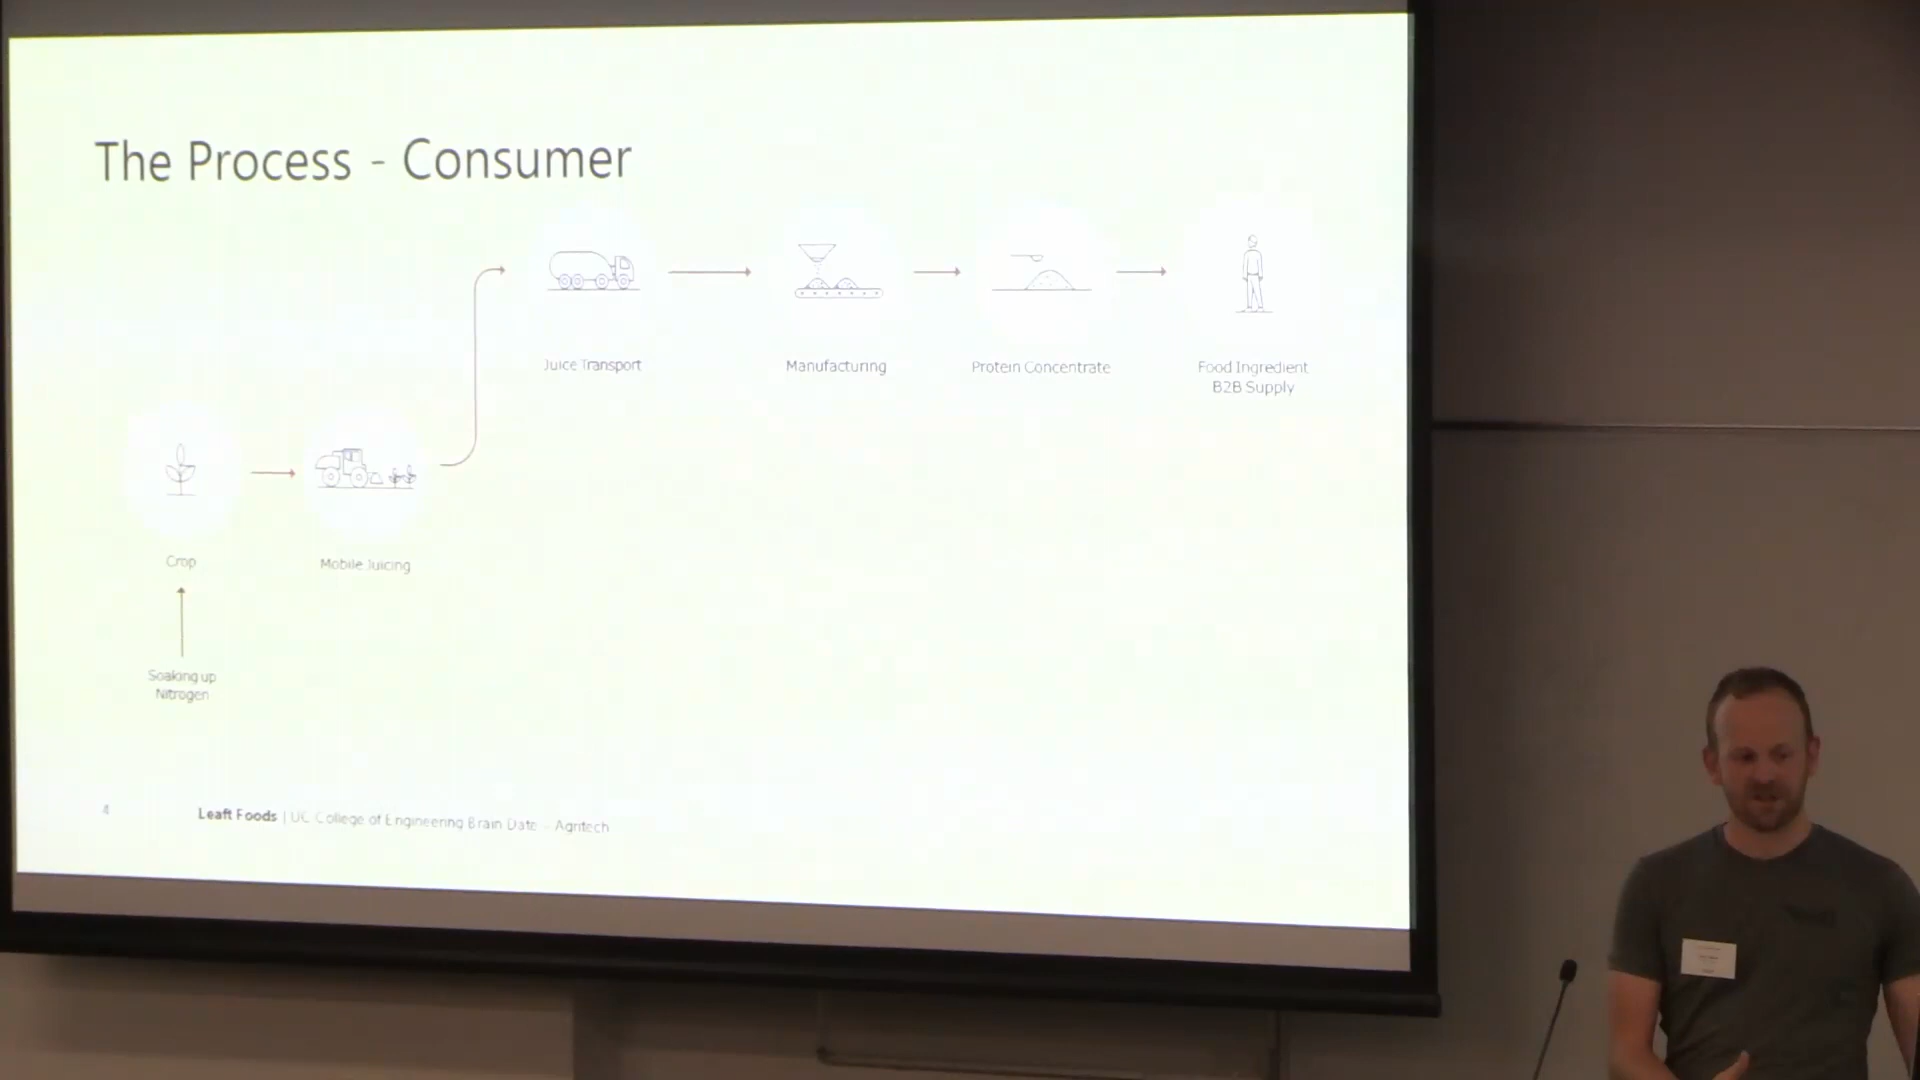 The Process - Consumer
Juice Transport
Manufacturing
Protein Concentrate
Food Ingredient
B2B Supply
Crop
Mobile Juicing
Soaking up
Nitrogen
4
Leaft Foods | UC College of Engineering Brain Date - Agritech